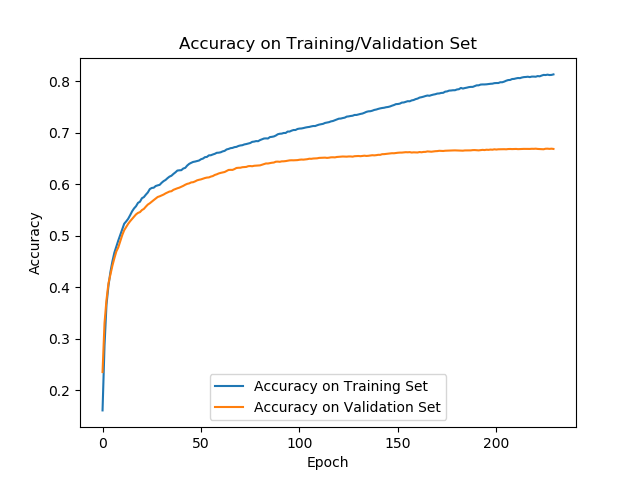 Accuracy on Training/Validation Set
0.8
0.7
0.6
0.5
0.4
0.3
0.2
Accuracy
Accuracy on Training Set
Accuracy on Validation Set
0 50 100 150 200
Epoch